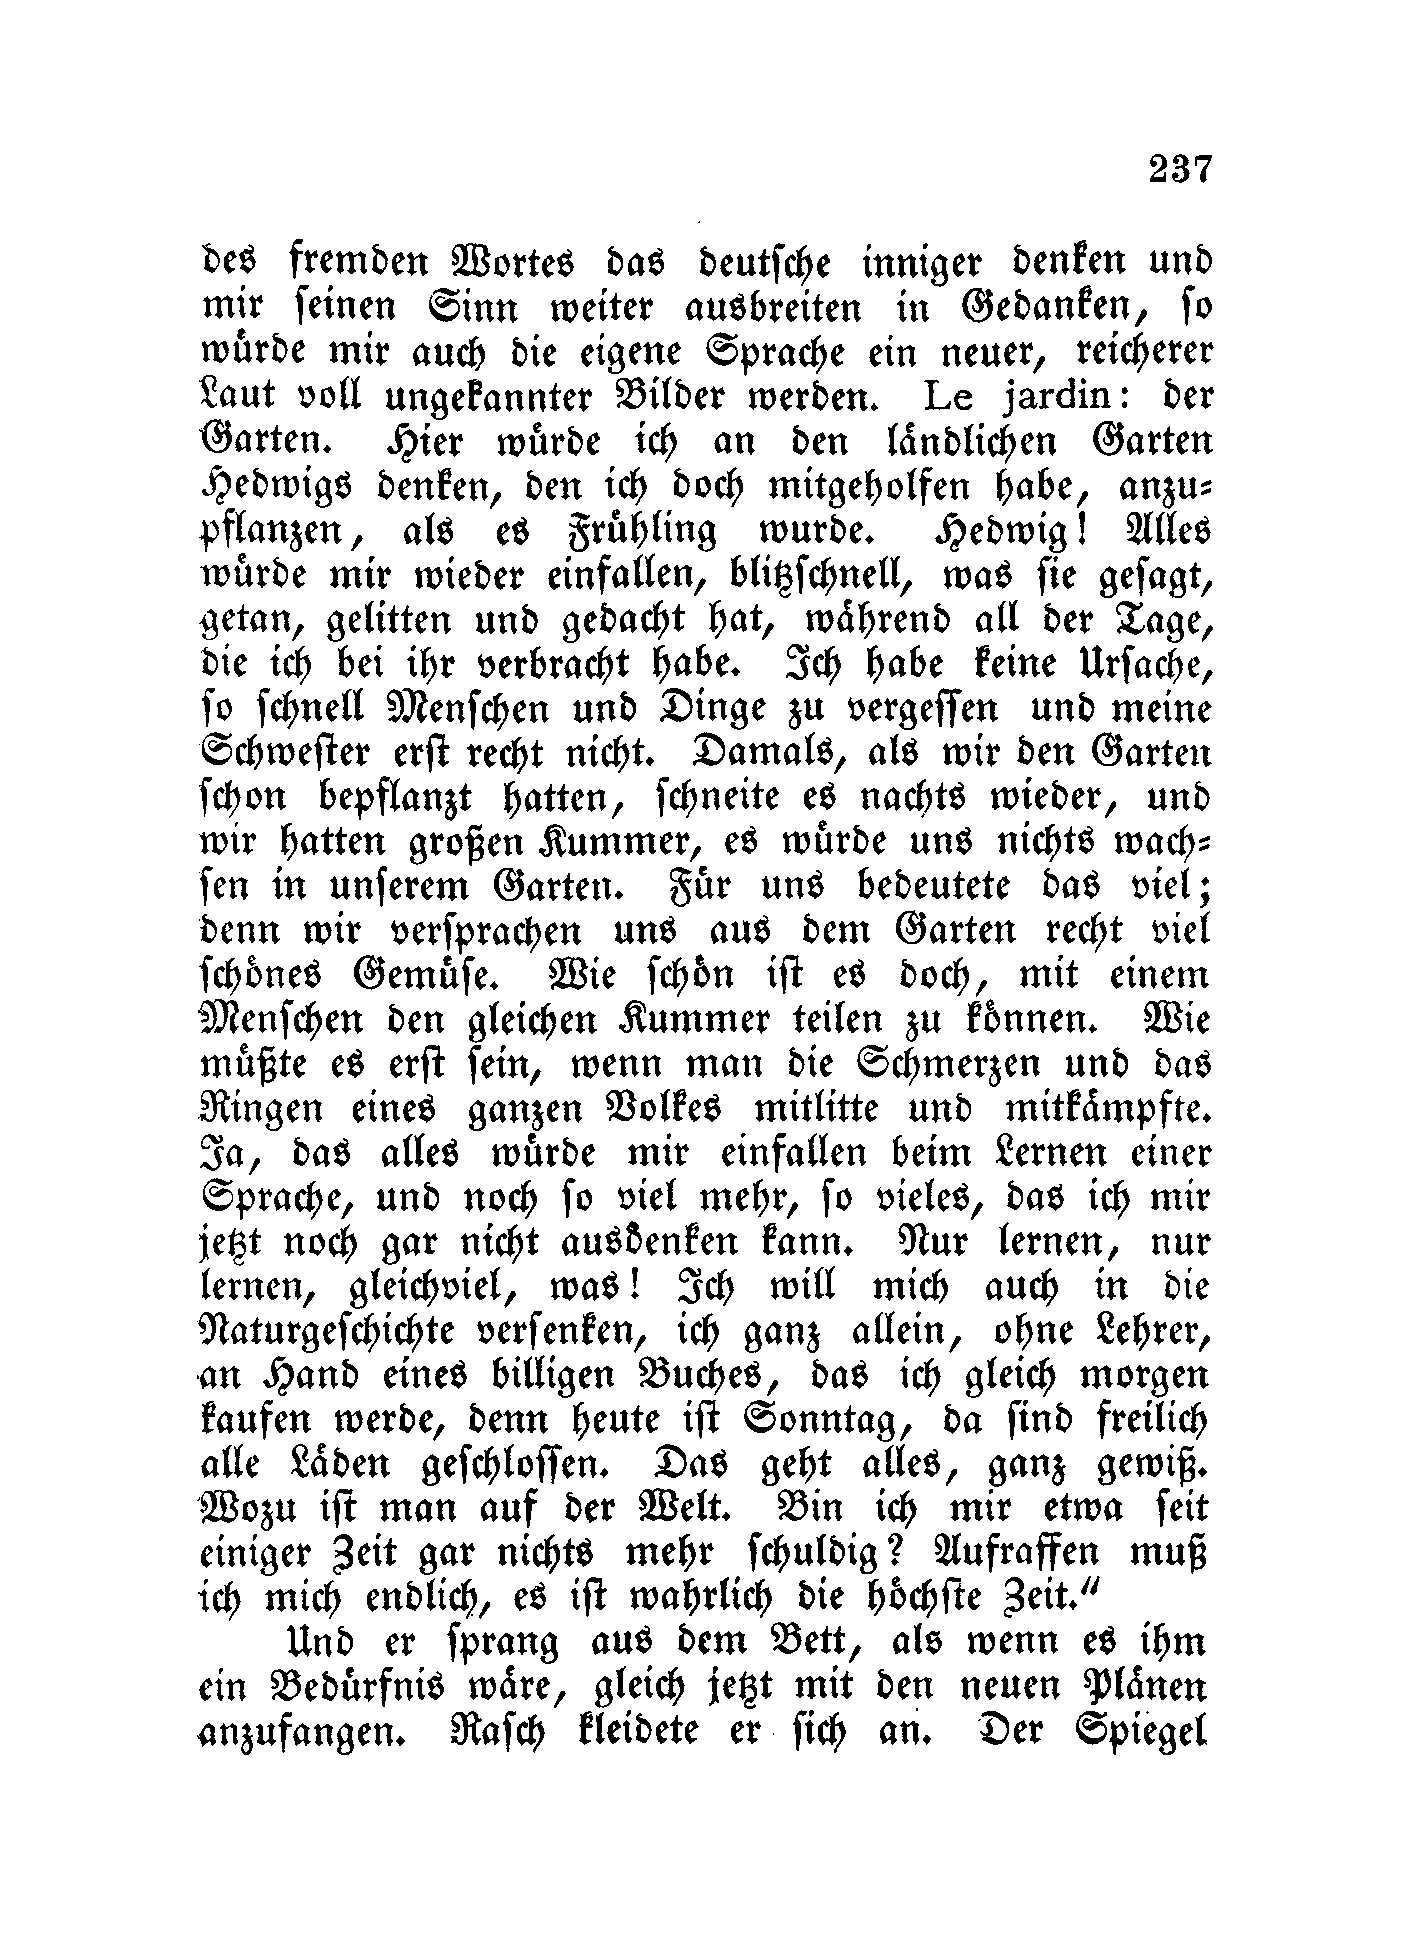 237
des fremden Wortes das deutsche inniger denken und
mir seinen Sinn weiter ausbreiten in Gedanken, so
würde mir auch die eigene Sprache ein neuer, reicherer
Laut voll ungekannter Bilder werden. Le jardin: der
Garten. Hier würde ich an den ländlichen Garten
Hedwigs denken, den ich doch mitgeholfen habe, anzu-
pflanzen, als es Frühling wurde. Hedwig! Alles
würde mir wieder einfallen, blitzschnell, was sie gesagt,
getan, gelitten und gedacht hat, während all der Tage,
die ich bei ihr verbracht habe. Ich habe keine Ursache,
so schnell Menschen und Dinge zu vergessen und meine
Schwester erst recht nicht. Damals, als wir den Garten
schon bepflanzt hatten, schneite es nachts wieder, und
wir hatten großen Kummer, es würde uns nichts wach-
sen in unserem Garten. Für uns bedeutete das viel;
denn wir versprachen uns aus dem Garten recht viel
schönes Gemüse. Wie schön ist es doch, mit einem
Menschen den gleichen Kummer teilen zu können. Wie
müßte es erst sein, wenn man die Schmerzen und das
Ringen eines ganzen Volkes mitlitte und mitkämpfte.
Ja, das alles würde mir einfallen beim Lernen einer
Sprache, und noch so viel mehr, so vieles, das ich mir
jetzt noch gar nicht ausdenken kann. Nur lernen, nur
lernen, gleichviel, was! Ich will mich auch in die
Naturgeschichte versenken, ich ganz allein, ohne Lehrer,
an Hand eines billigen Buches, das ich gleich morgen
kaufen werde, denn heute ist Sonntag, da sind freilich
alle Läden geschlossen. Das geht alles, ganz gewiß.
Wozu ist man auf der Welt. Bin ich mir etwa seit
einiger Zeit gar nichts mehr schuldig? Aufraffen muß
ich mich endlich, es ist wahrlich die höchste Zeit.“
Und er sprang aus dem Bett, als wenn es ihm
ein Bedürfnis wäre, gleich jetzt mit den neuen Plänen
anzufangen. Rasch kleidete er sich an. Der Spiegel